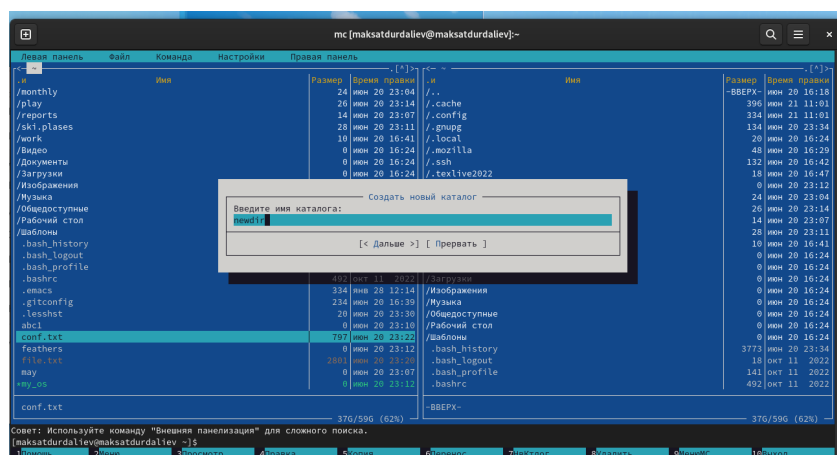 mc [maksatdurdaliev@maksatdurdaliev]:~
Левая панель Файл Команда Настройки Правая панель
<- ~ .[^]> <- ~ .[^]>
.и Имя Размер Время правки .и Имя Размер Время правки
/monthly 24 июн 20 23:04 /.. -ВВЕРХ- июн 20 16:18
/play 26 июн 20 23:14 /.cache 396 июн 21 11:01
/reports 14 июн 20 23:07 /.config 334 июн 21 11:01
/ski.plases 28 июн 20 23:11 /.gnupg 134 июн 20 23:34
/work 10 июн 20 16:41 /.local 20 июн 20 16:24
/Видео 0 июн 20 16:24 /.mozilla 48 июн 20 16:29
/Документы 0 июн 20 16:24 /.ssh 132 июн 20 16:42
/Загрузки 0 июн 20 16:24 /.texlive2022 18 июн 20 16:47
/Изображения 0 июн 20 23:12
/Музыка Создать новый каталог 24 июн 20 23:04
/Общедоступные Введите имя каталога: 26 июн 20 23:14
/Рабочий стол newdir 14 июн 20 23:07
/Шаблоны 28 июн 20 23:11
.bash_history [< Дальше >] [ Прервать ] 10 июн 20 16:41
.bash_logout 0 июн 20 16:24
.bash_profile 0 июн 20 16:24
.bashrc 492 окт 11 2022 /Загрузки 0 июн 20 16:24
.emacs 334 янв 28 12:14 /Изображения 0 июн 20 16:24
.gitconfig 234 июн 20 16:39 /Музыка 0 июн 20 16:24
.lesshst 20 июн 20 23:30 /Общедоступные 0 июн 20 16:24
abc1 0 июн 20 23:10 /Рабочий стол 0 июн 20 16:24
conf.txt 797 июн 20 23:22 /Шаблоны 0 июн 20 16:24
feathers 0 июн 20 23:12 .bash_history 3773 июн 20 23:34
file.txt 2801 июн 20 23:20 .bash_logout 18 окт 11 2022
may 0 июн 20 23:07 .bash_profile 141 окт 11 2022
*my_os 0 июн 20 23:12 .bashrc 492 окт 11 2022
conf.txt -ВВЕРХ-
37G/59G (62%) 37G/59G (62%)
Совет: Используйте команду "Внешняя панелизация" для сложного поиска.
[maksatdurdaliev@maksatdurdaliev ~]$
1Помощь 2Меню 3Просмотр 4Правка 5Копия 6Перенос 7НвКтлог 8Удалить 9МенюMC 10Выход